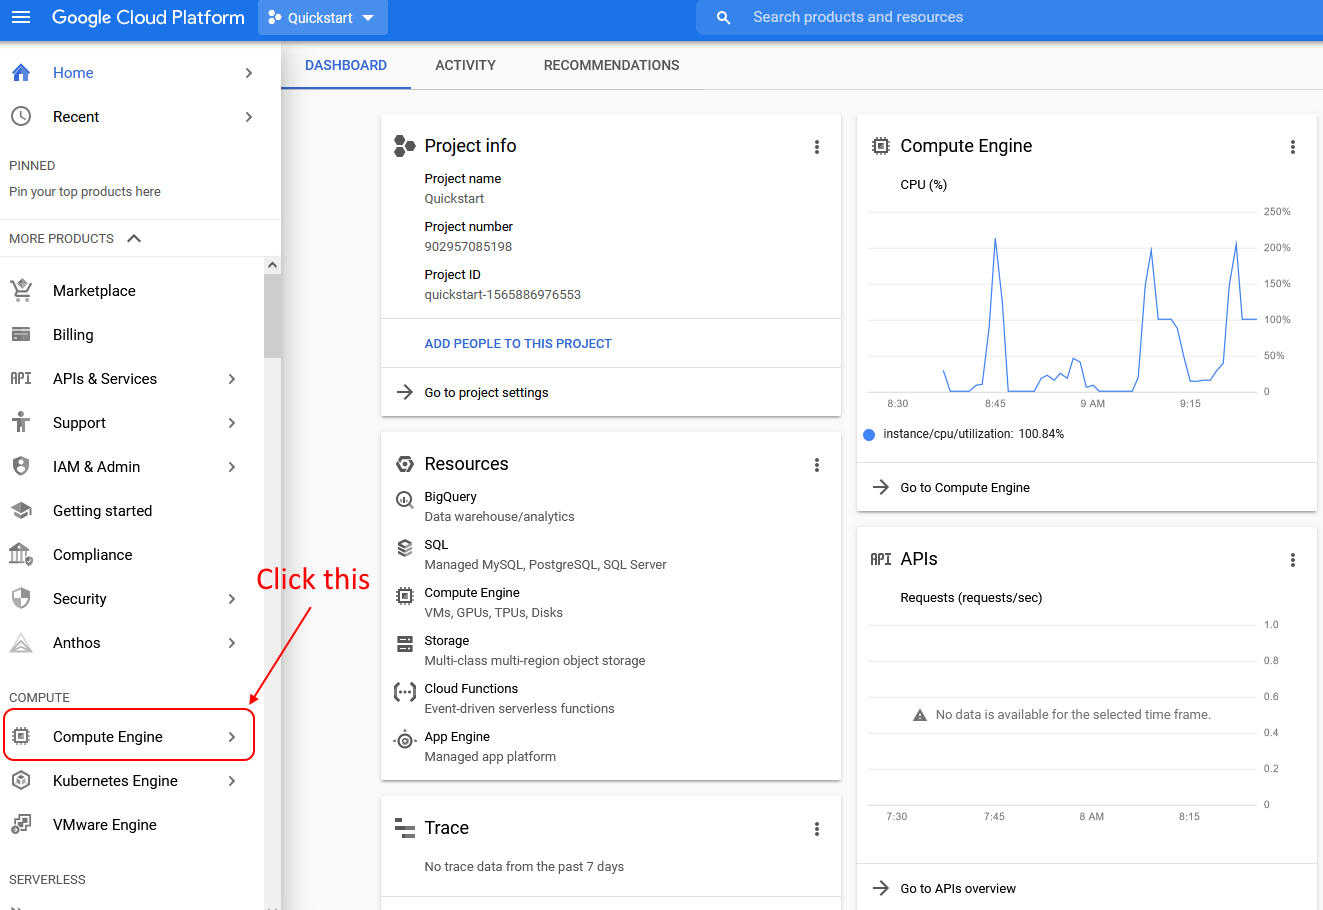 Google Cloud Platform
Quickstart
Search products and resources
Home
Recent
PINNED
Pin your top products here
MORE PRODUCTS
Marketplace
Billing
API
APIs & Services
Support
IAM & Admin
Getting started
Compliance
Security
Anthos
COMPUTE
Compute Engine
Kubernetes Engine
VMware Engine
SERVERLESS
Click this
DASHBOARD
ACTIVITY
RECOMMENDATIONS
Project info
Project name
Quickstart
Project number
902957085198
Project ID
quickstart-1565886976553
ADD PEOPLE TO THIS PROJECT
Go to project settings
Resources
BigQuery
Data warehouse/analytics
SQL
Managed MySQL, PostgreSQL, SQL Server
Compute Engine
VMs, GPUs, TPUs, Disks
Storage
Multi-class multi-region object storage
Cloud Functions
Event-driven serverless functions
App Engine
Managed app platform
Trace
No trace data from the past 7 days
Compute Engine
CPU (%)
250%
200%
150%
100%
50%
0
8:30 8:45 9 AM 9:15
instance/cpu/utilization: 100.84%
Go to Compute Engine
API APIs
Requests (requests/sec)
1.0
0.8
0.6
No data is available for the selected time frame.
0.4
0.2
0
7:30 7:45 8 AM 8:15
Go to APIs overview